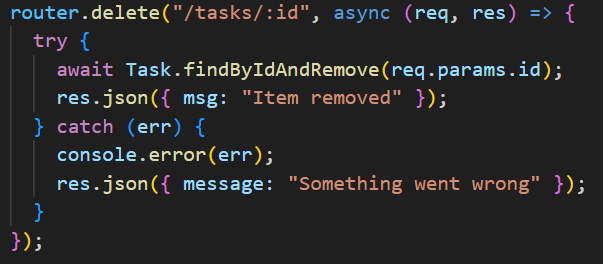 router.delete("/tasks/:id", async (req, res) => {
  try {
    await Task.findByIdAndRemove(req.params.id);
    res.json({ msg: "Item removed" });
  } catch (err) {
    console.error(err);
    res.json({ message: "Something went wrong" });
  }
});